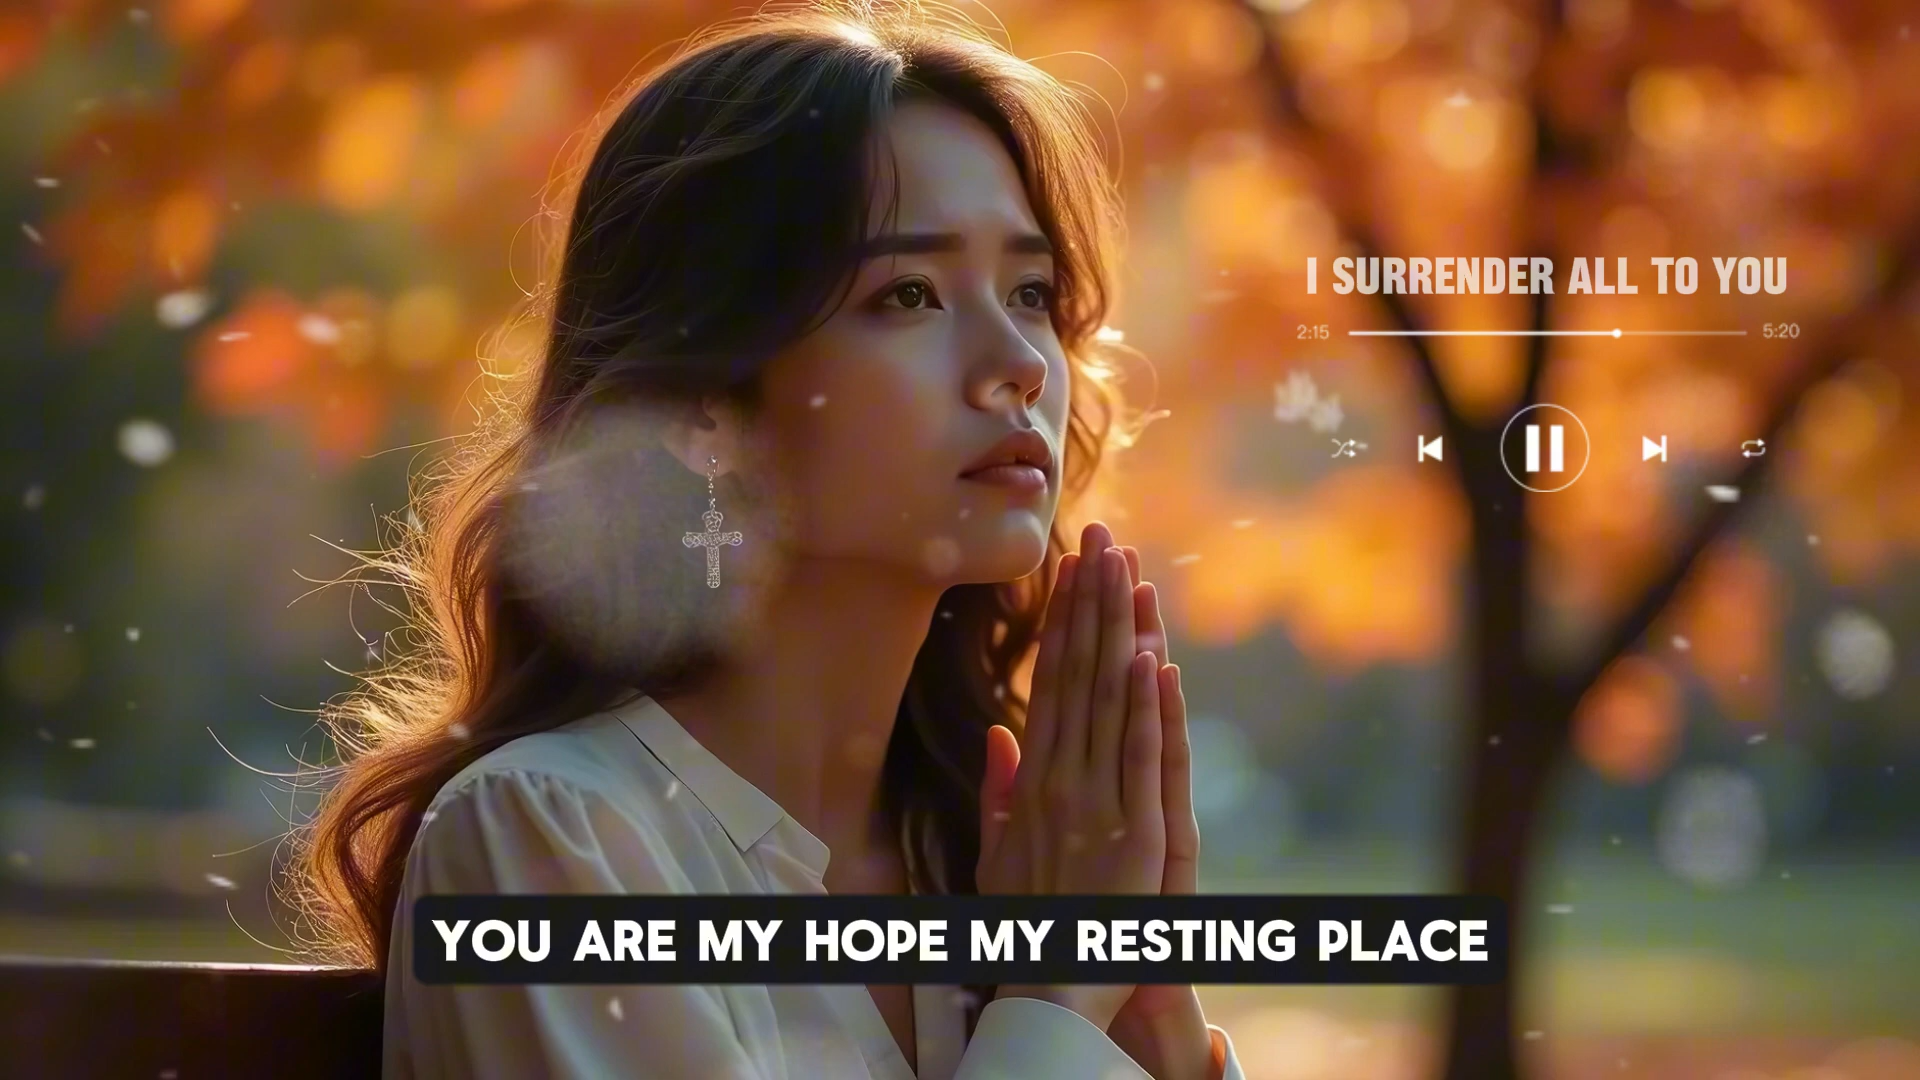 I SURRENDER ALL TO YOU
2:15 5:20
YOU ARE MY HOPE MY RESTING PLACE